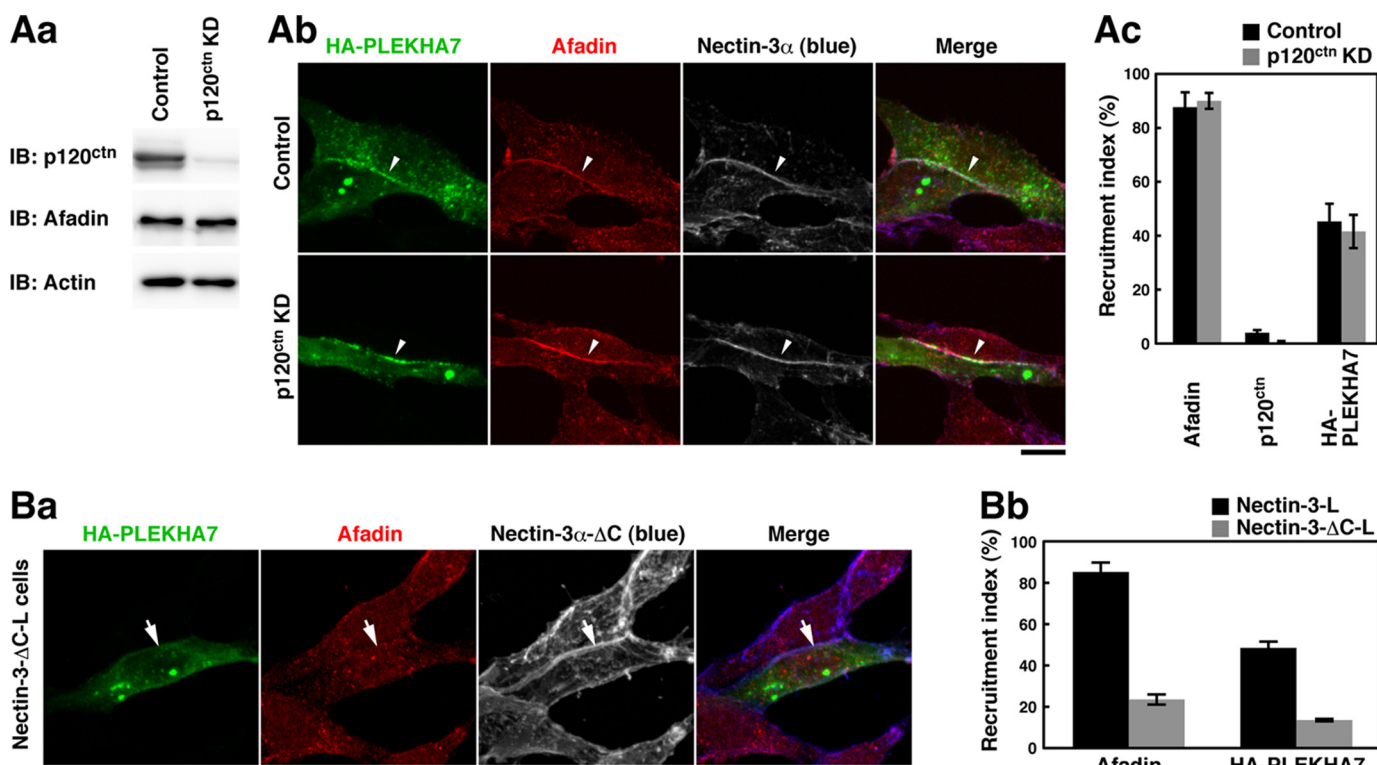 Aa
Control
p120ctn KD
IB: p120ctn
IB: Afadin
IB: Actin
Ab
HA-PLEKHA7
Afadin
Nectin-3α (blue)
Merge
Control
p120ctn KD
Ac
Control
p120ctn KD
Recruitment index (%)
100
80
60
40
20
0
Afadin
p120ctn
HA-
PLEKHA7
Ba
HA-PLEKHA7
Afadin
Nectin-3α-ΔC (blue)
Merge
Nectin-3-ΔC-L cells
Bb
Nectin-3-L
Nectin-3-ΔC-L
Recruitment index (%)
100
80
60
40
20
0
Afadin
HA-PLEKHA7